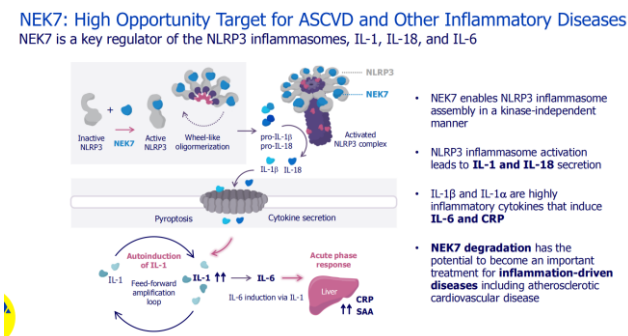 NEK7: High Opportunity Target for ASCVD and Other Inflammatory Diseases
NEK7 is a key regulator of the NLRP3 inflammasomes, IL-1, IL-18, and IL-6
NLRP3
NEK7
+
Inactive
NLRP3
NEK7
Active
NLRP3
Wheel-like
oligomerization
pro-IL-1β
pro-IL-18
Activated
NLRP3 complex
IL-1β IL-18
Pyroptosis
Cytokine secretion
Autoinduction
of IL-1
IL-1
Feed-forward
amplification
loop
IL-1 ↑↑
IL-6
IL-6 induction via IL-1
Acute phase
response
Liver
↑↑
CRP
SAA
• NEK7 enables NLRP3 inflammasome
assembly in a kinase-independent
manner
• NLRP3 inflammasome activation
leads to IL-1 and IL-18 secretion
• IL-1β and IL-1α are highly
inflammatory cytokines that induce
IL-6 and CRP
• NEK7 degradation has the
potential to become an important
treatment for inflammation-driven
diseases including atherosclerotic
cardiovascular disease